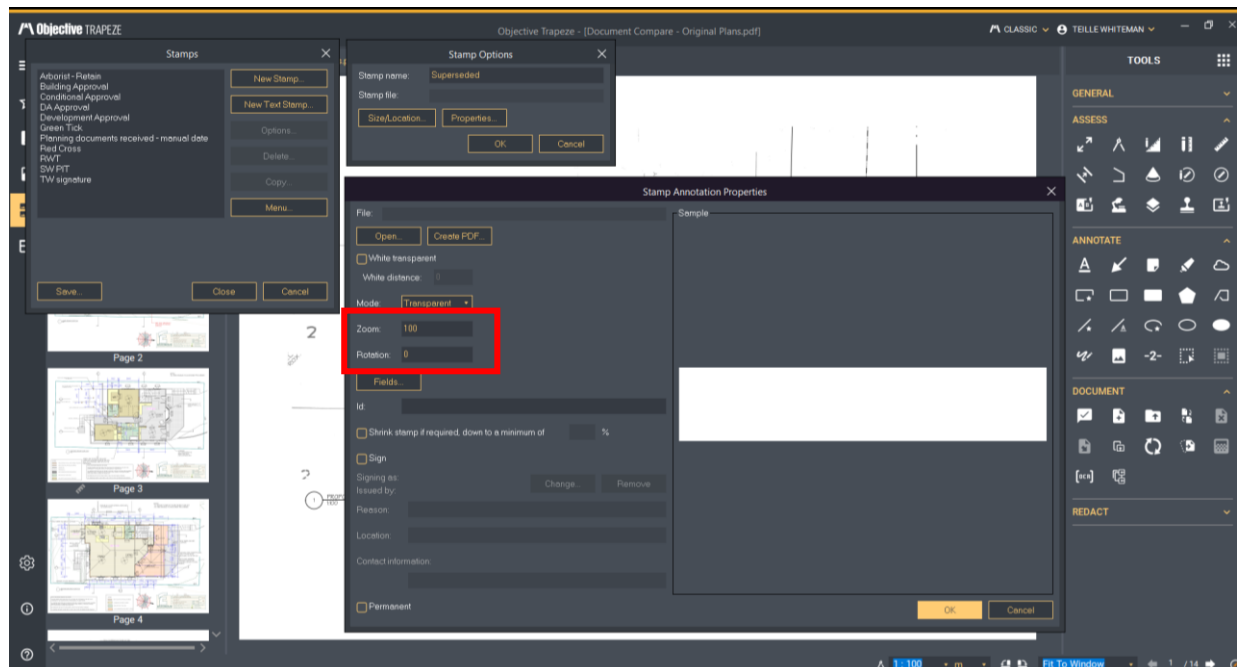 Objective TRAPEZE
Objective Trapeze - [Document Compare - Original Plans.pdf]
CLASSIC
TEILLE WHITEMAN
Stamps
Arborist - Retain
Building Approval
Conditional Approval
DA Approval
Development Approval
Green Tick
Planning documents received - manual date
Red Cross
RWT
SW PIT
TW signature
New Stamp...
New Text Stamp...
Options...
Delete...
Copy...
Menu...
Save...
Close
Cancel
Stamp Options
Stamp name: Superseded
Stamp file:
Size/Location...
Properties...
OK
Cancel
Stamp Annotation Properties
File:
Open...
Create PDF...
White transparent
White distance: 0
Mode: Transparent
Zoom: 100
Rotation: 0
Fields...
Id:
Shrink stamp if required, down to a minimum of %
Sign
Signing as:
Issued by:
Change...
Remove
Reason:
Location:
Contact information:
Permanent
Sample
OK
Cancel
Page 2
Page 3
Page 4
2
1
TOOLS
GENERAL
ASSESS
ANNOTATE
-2-
DOCUMENT
REDACT
1 : 100
m
Fit To Window
1 /14